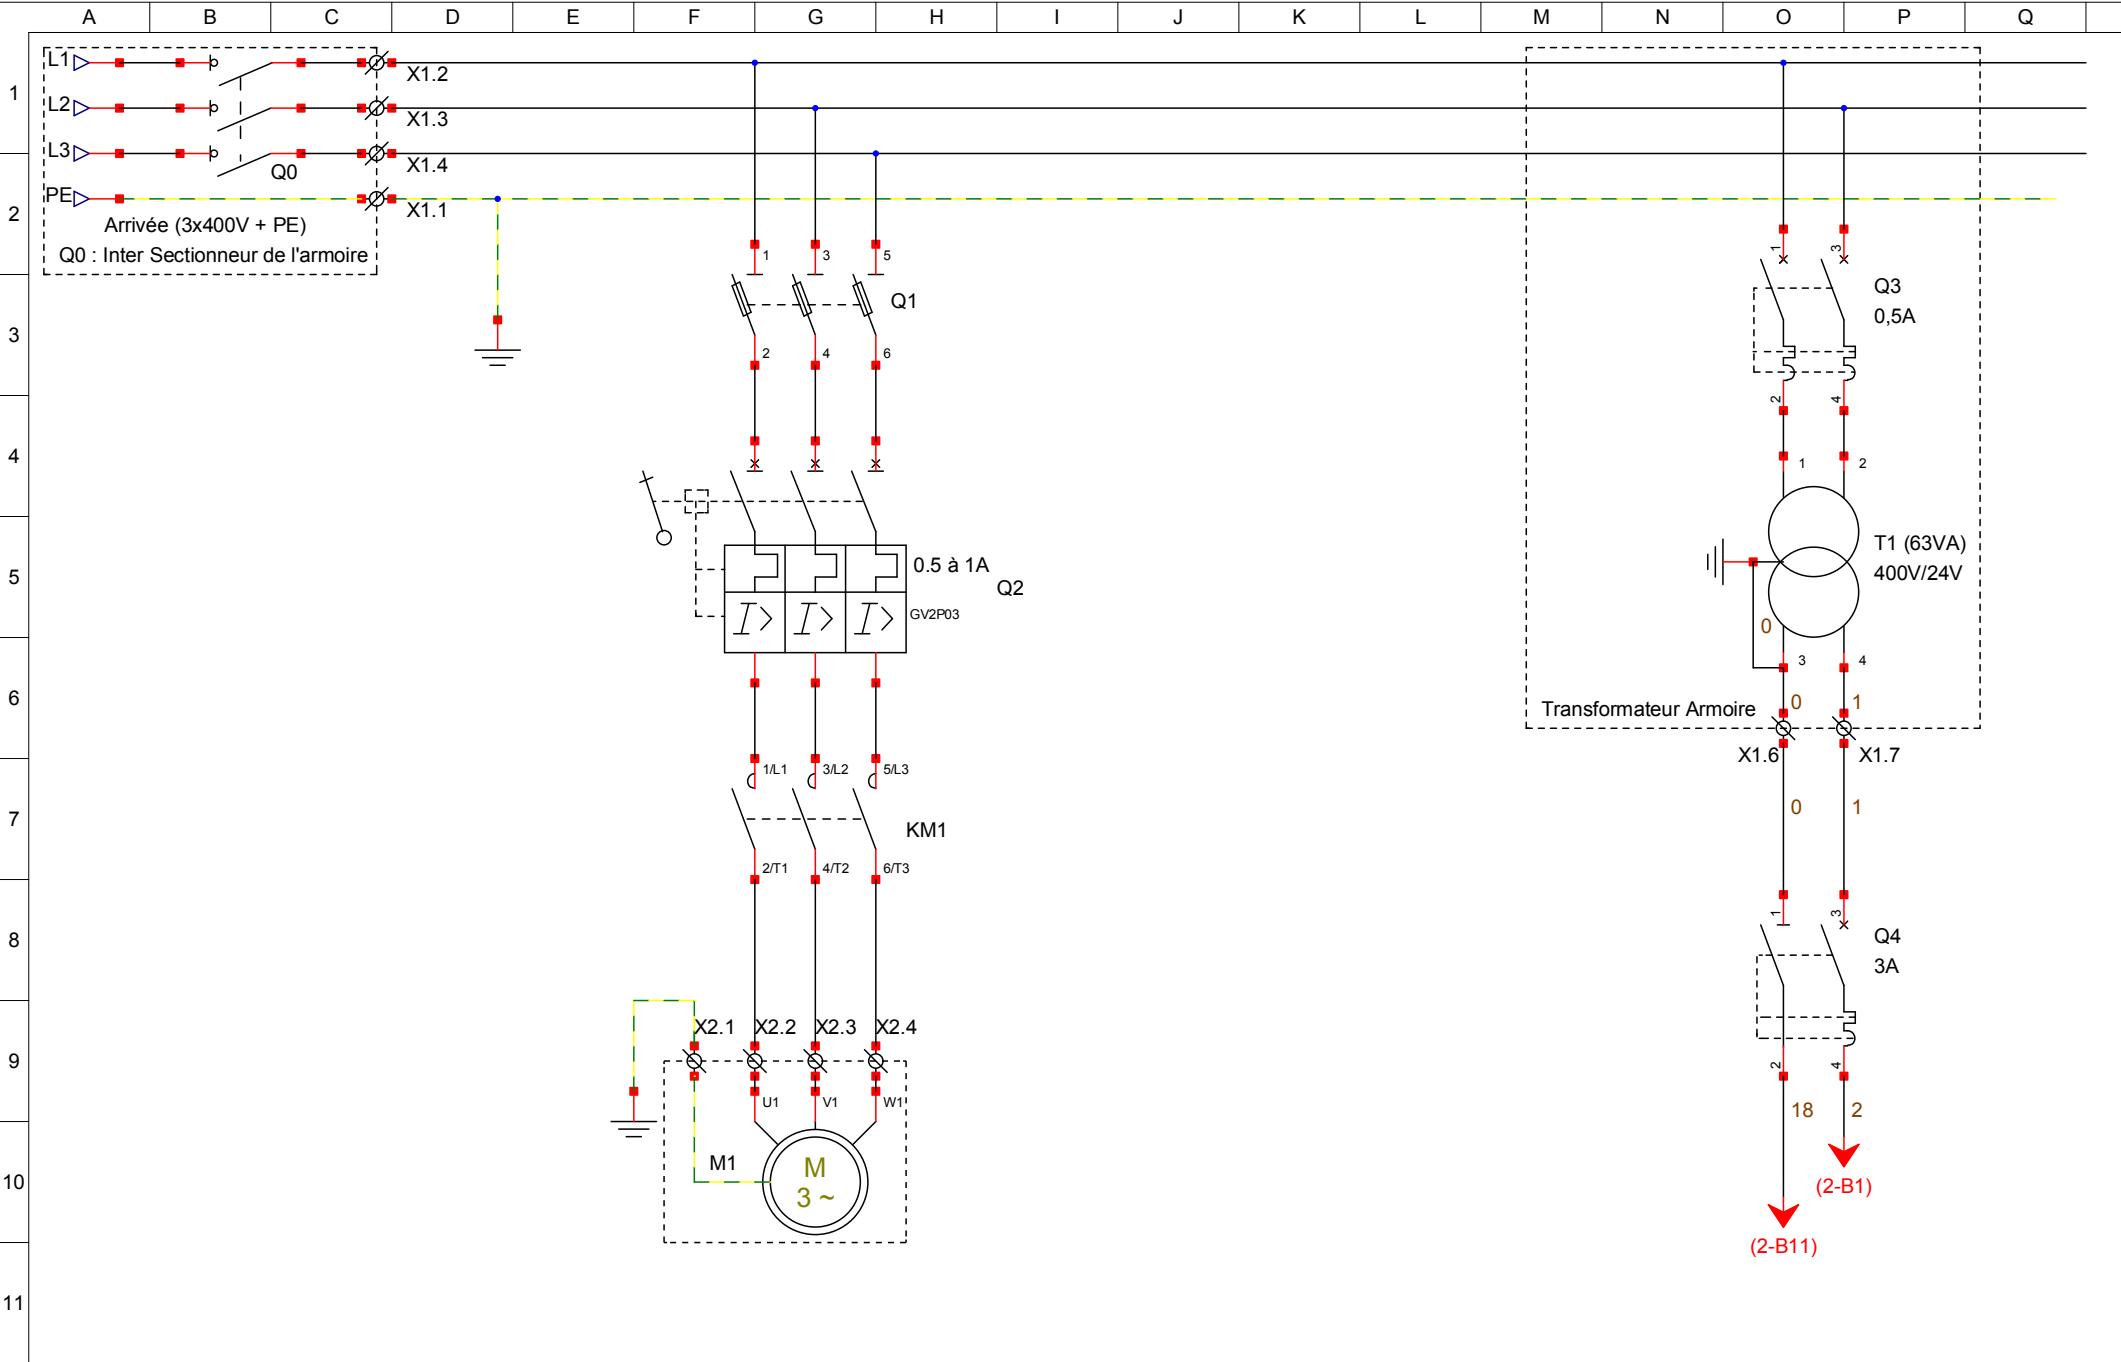 A B C D E F G H I J K L M N O P Q
1
2
3
4
5
6
7
8
9
10
11
L1
L2
L3
PE
Q0
X1.2
X1.3
X1.4
X1.1
Arrivée (3x400V + PE)
Q0 : Inter Sectionneur de l'armoire
1 3 5
Q1
2 4 6
0.5 à 1A
Q2
GV2P03
1/L1 3/L2 5/L3
KM1
2/T1 4/T2 6/T3
X2.1 X2.2 X2.3 X2.4
U1 V1 W1
M1
M
3 ~
1 3
Q3
0,5A
2 4
1 2
T1 (63VA)
400V/24V
0
3 4
0 1
Transformateur Armoire
X1.6 X1.7
0 1
1 3
Q4
3A
2 4
18 2
(2-B1)
(2-B11)